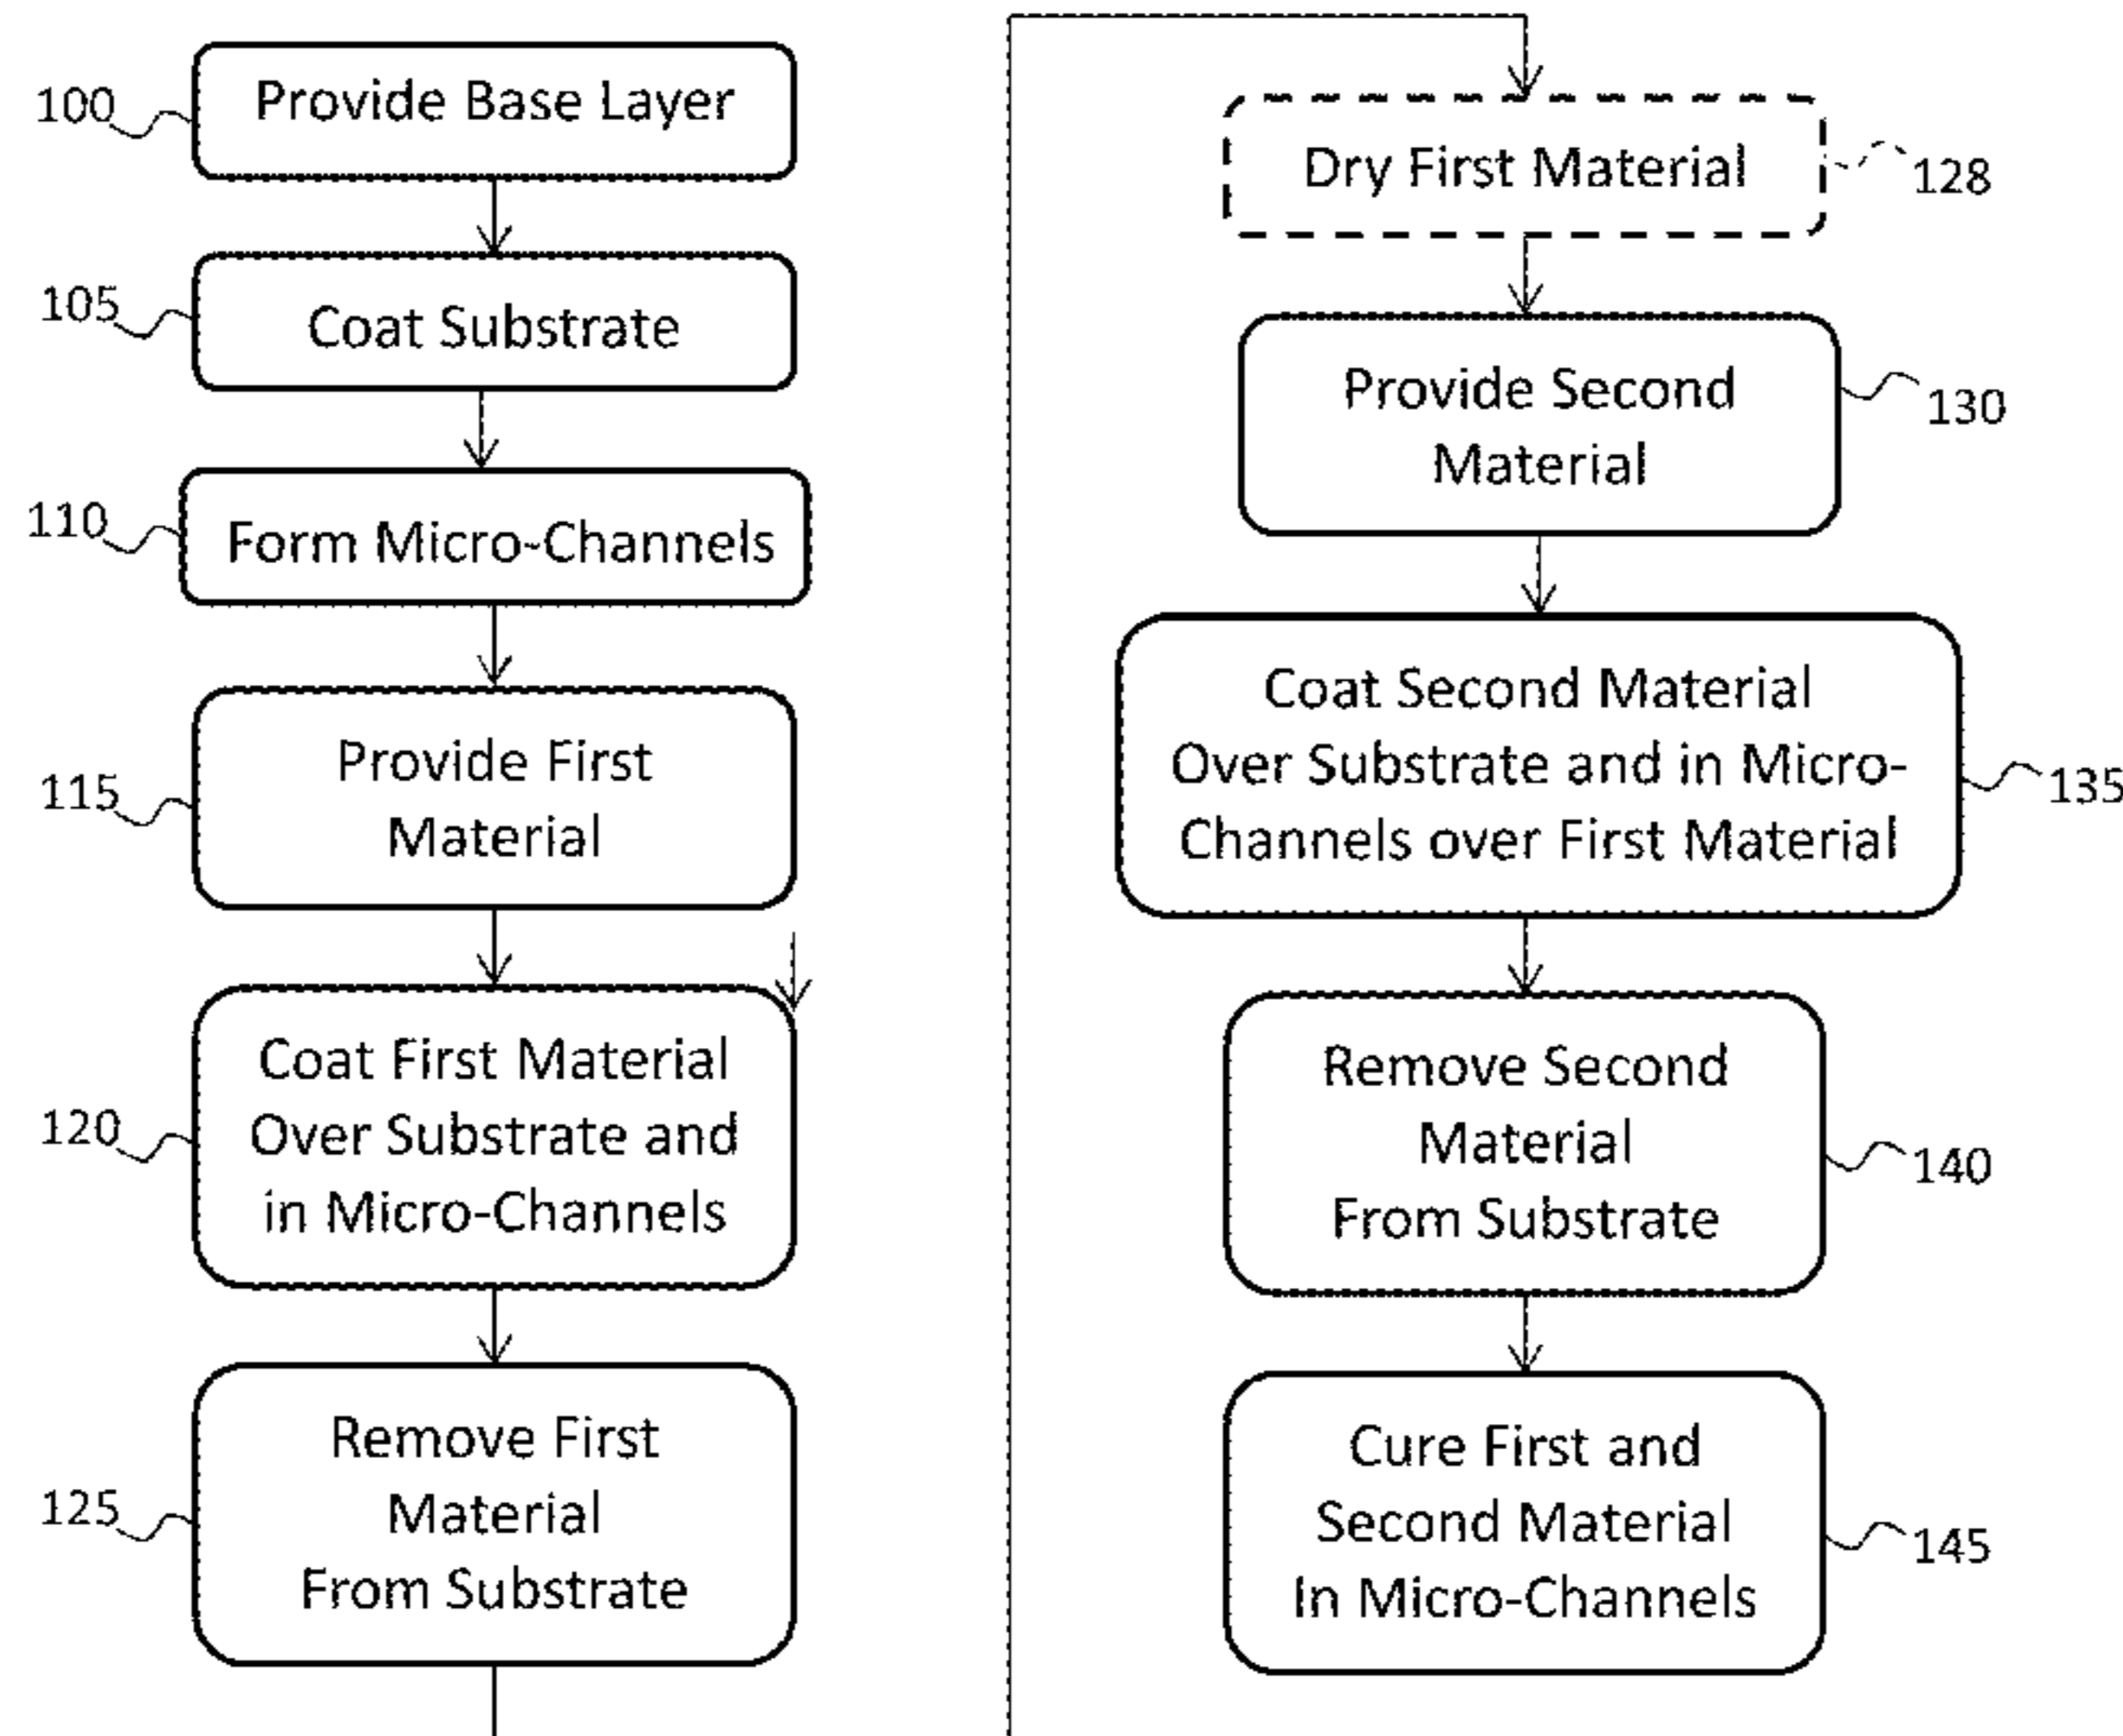 100
Provide Base Layer
105
Coat Substrate
110
Form Micro-Channels
115
Provide First
Material
120
Coat First Material
Over Substrate and
in Micro-Channels
125
Remove First
Material
From Substrate
Dry First Material
128
Provide Second
Material
130
Coat Second Material
Over Substrate and in Micro-
Channels over First Material
135
Remove Second
Material
From Substrate
140
Cure First and
Second Material
In Micro-Channels
145